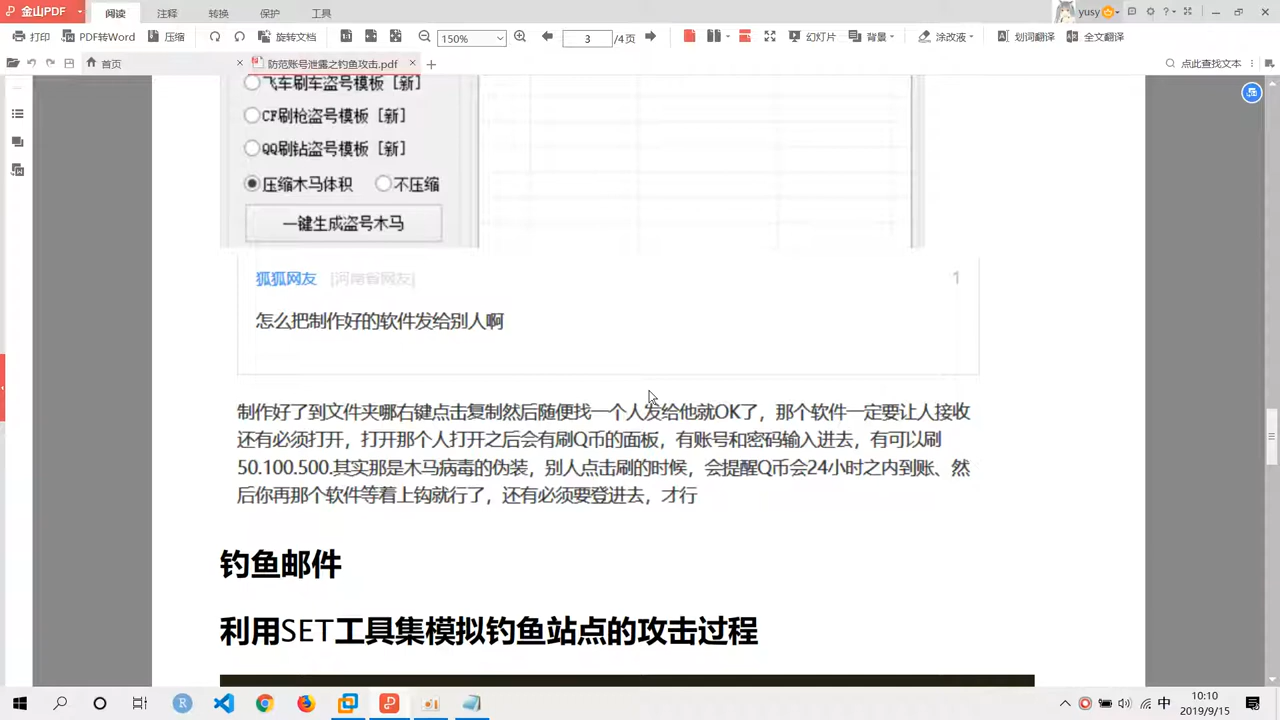 金山PDF 阅读 注释 转换 保护 工具 yusy
打印 PDF转Word 压缩 旋转文档 150% 3 /4页 幻灯片 背景 涂改液 划词翻译 全文翻译
首页 防范账号泄露之钓鱼攻击.pdf 点此查找文本
飞车刷车盗号模板 [新]
CF刷枪盗号模板 [新]
QQ刷钻盗号模板 [新]
压缩木马体积 不压缩
一键生成盗号木马
狐狐网友 [河南省网友] 1
怎么把制作好的软件发给别人啊
制作好了到文件夹哪右键点击复制然后随便找一个人发给他就OK了，那个软件一定要让人接收
还有必须打开，打开那个人打开之后会有刷Q币的面板，有账号和密码输入进去，有可以刷
50.100.500.其实那是木马病毒的伪装，别人点击刷的时候，会提醒Q币会24小时之内到账、然
后你再那个软件等着上钩就行了，还有必须要登进去，才行
钓鱼邮件
利用SET工具集模拟钓鱼站点的攻击过程
中 10:10
2019/9/15